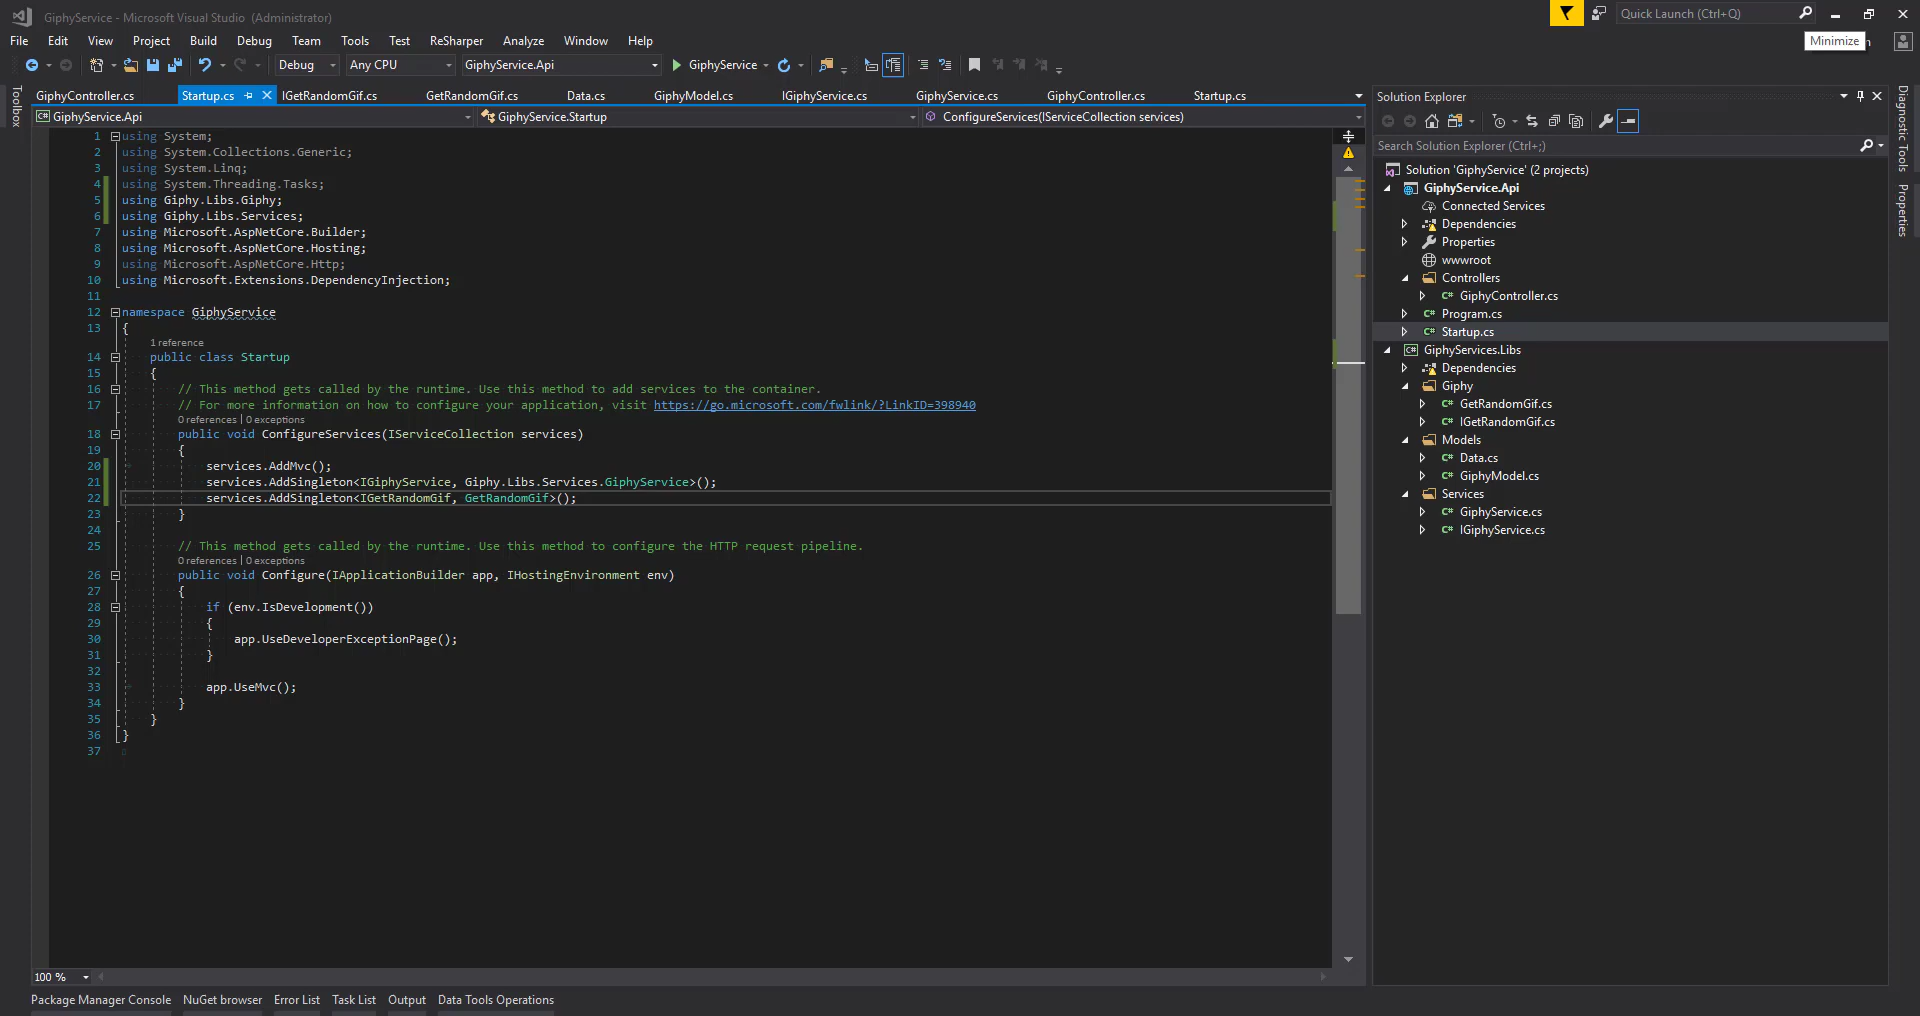 GiphyService - Microsoft Visual Studio (Administrator)
Quick Launch (Ctrl+Q)
File Edit View Project Build Debug Team Tools Test ReSharper Analyze Window Help
Minimize
Debug Any CPU GiphyService.Api GiphyService
Toolbox
GiphyController.cs Startup.cs IGetRandomGif.cs GetRandomGif.cs Data.cs GiphyModel.cs IGiphyService.cs GiphyService.cs GiphyController.cs Startup.cs
GiphyService.Api GiphyService.Startup ConfigureServices(IServiceCollection services)
1 using System;
2 using System.Collections.Generic;
3 using System.Linq;
4 using System.Threading.Tasks;
5 using Giphy.Libs.Giphy;
6 using Giphy.Libs.Services;
7 using Microsoft.AspNetCore.Builder;
8 using Microsoft.AspNetCore.Hosting;
9 using Microsoft.AspNetCore.Http;
10 using Microsoft.Extensions.DependencyInjection;
11
12 namespace GiphyService
13 {
1 reference
14 public class Startup
15 {
16 // This method gets called by the runtime. Use this method to add services to the container.
17 // For more information on how to configure your application, visit https://go.microsoft.com/fwlink/?LinkID=398940
0 references | 0 exceptions
18 public void ConfigureServices(IServiceCollection services)
19 {
20 services.AddMvc();
21 services.AddSingleton<IGiphyService, Giphy.Libs.Services.GiphyService>();
22 services.AddSingleton<IGetRandomGif, GetRandomGif>();
23 }
24
25 // This method gets called by the runtime. Use this method to configure the HTTP request pipeline.
0 references | 0 exceptions
26 public void Configure(IApplicationBuilder app, IHostingEnvironment env)
27 {
28 if (env.IsDevelopment())
29 {
30 app.UseDeveloperExceptionPage();
31 }
32
33 app.UseMvc();
34 }
35 }
36 }
37
100 %
Package Manager Console NuGet browser Error List Task List Output Data Tools Operations
Solution Explorer
Search Solution Explorer (Ctrl+;)
Solution 'GiphyService' (2 projects)
GiphyService.Api
Connected Services
Dependencies
Properties
wwwroot
Controllers
GiphyController.cs
Program.cs
Startup.cs
GiphyServices.Libs
Dependencies
Giphy
GetRandomGif.cs
IGetRandomGif.cs
Models
Data.cs
GiphyModel.cs
Services
GiphyService.cs
IGiphyService.cs
Diagnostic Tools
Properties